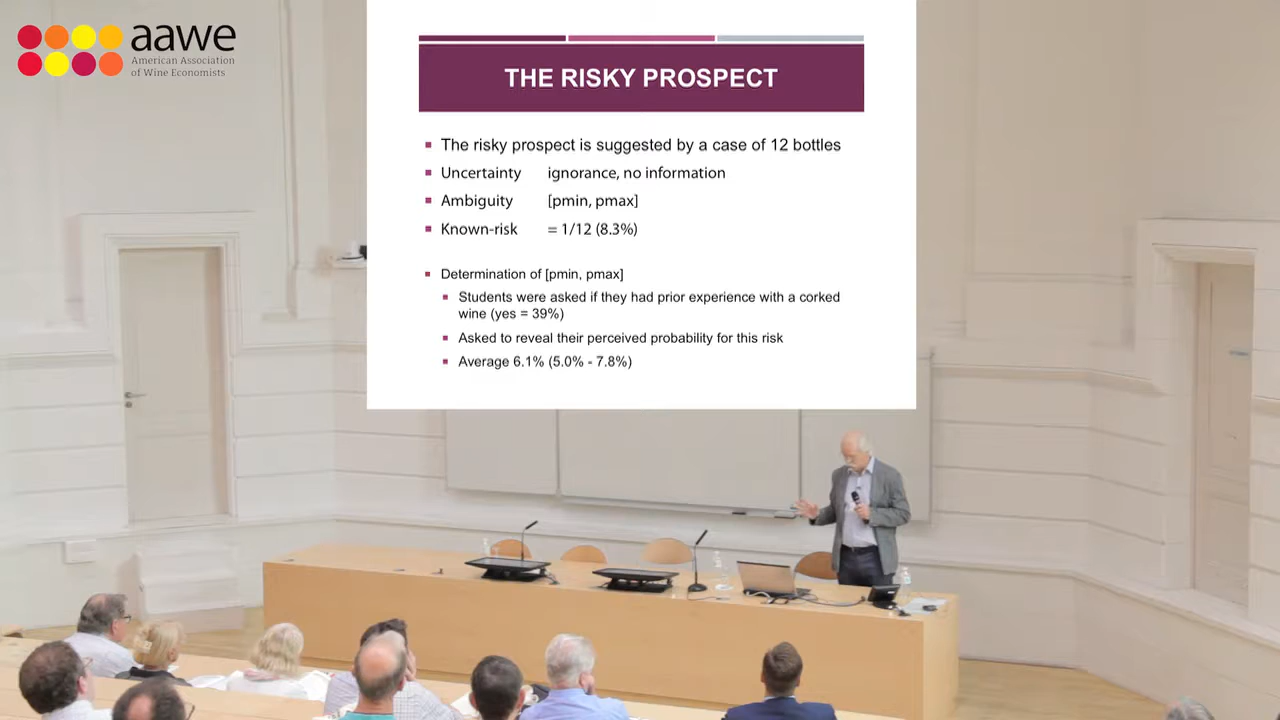 aawe
American Association
of Wine Economists
THE RISKY PROSPECT
The risky prospect is suggested by a case of 12 bottles
Uncertainty ignorance, no information
Ambiguity [pmin, pmax]
Known-risk = 1/12 (8.3%)
Determination of [pmin, pmax]
Students were asked if they had prior experience with a corked
wine (yes = 39%)
Asked to reveal their perceived probability for this risk
Average 6.1% (5.0% - 7.8%)